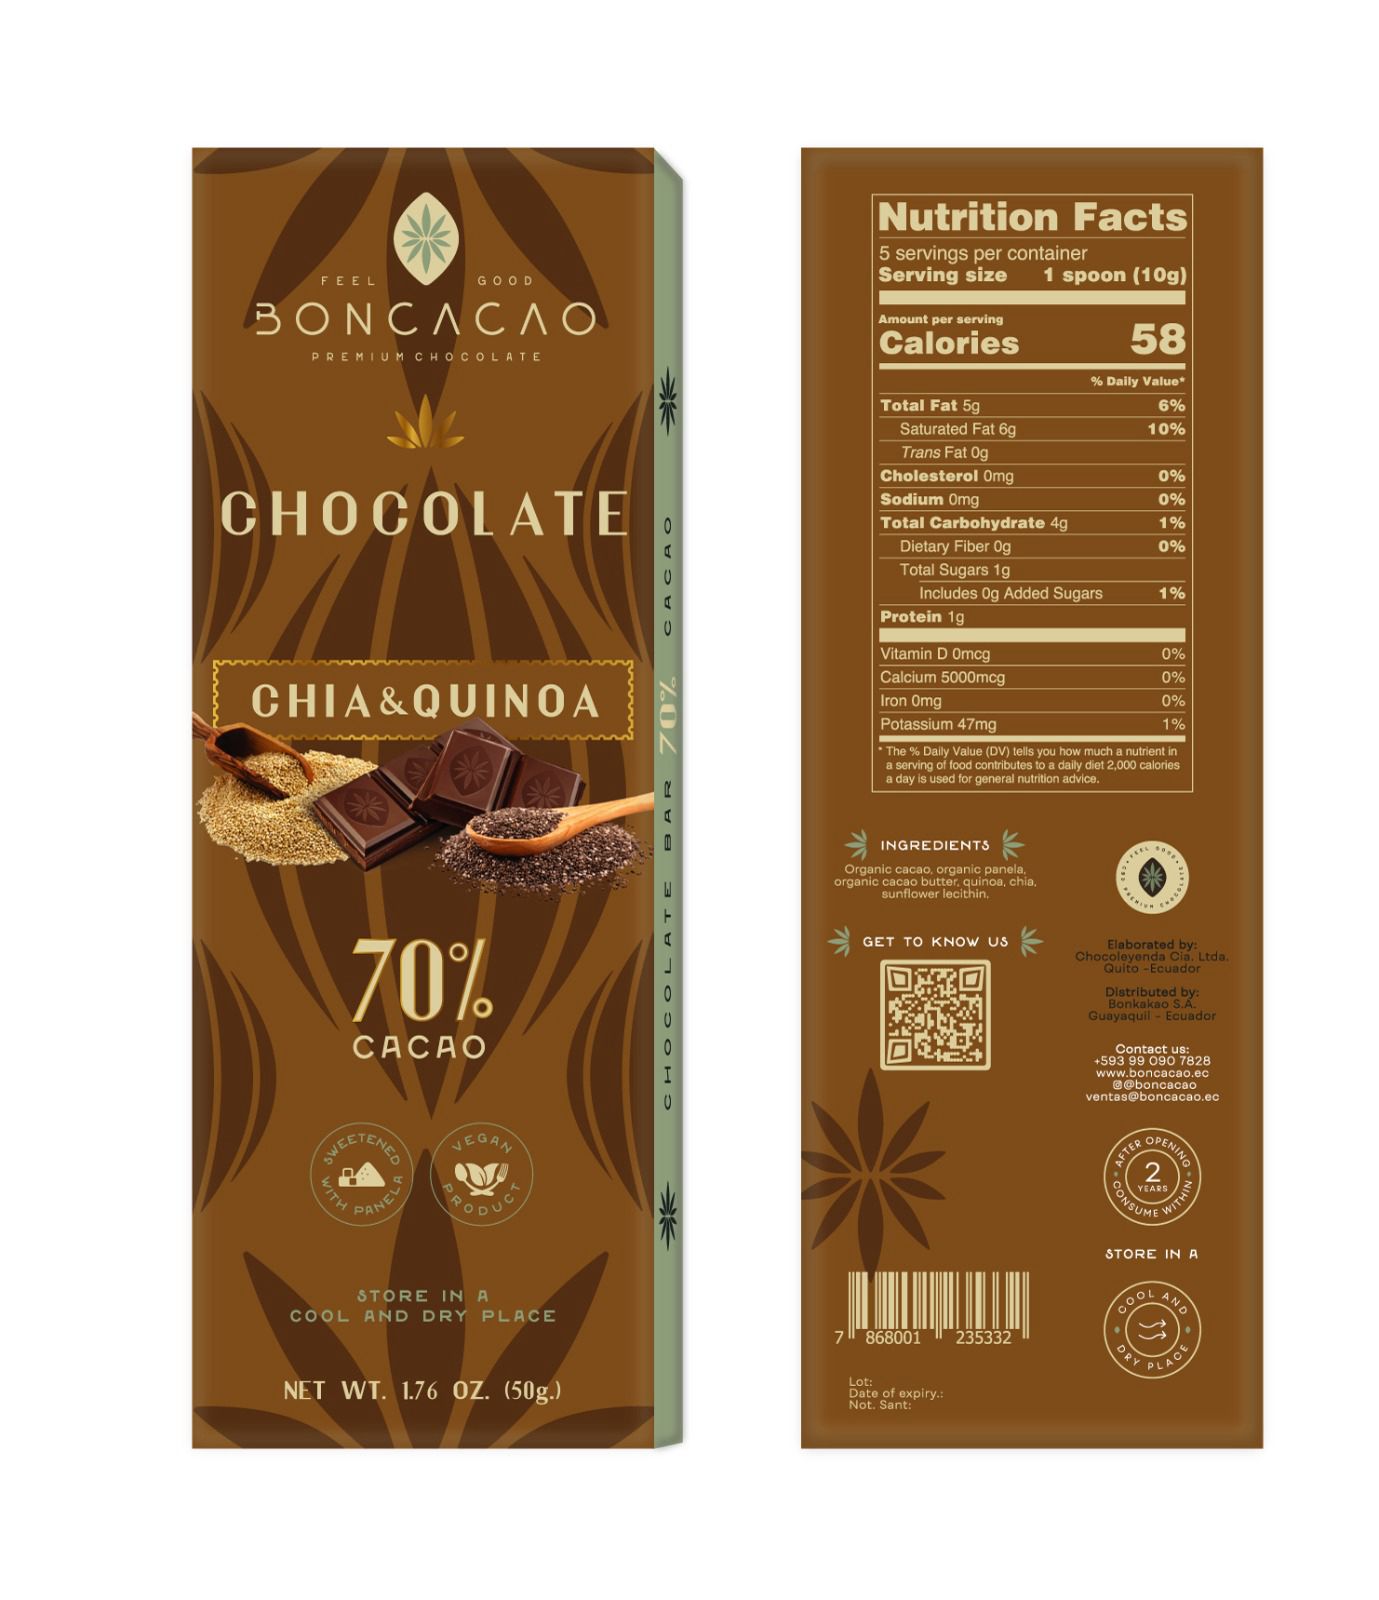 FEEL GOOD
BONCACAO
PREMIUM CHOCOLATE
CHOCOLATE
CHIA&QUINOA
70%
CACAO
SWEETENED WITH PANELA
VEGAN PRODUCT
STORE IN A
COOL AND DRY PLACE
NET WT. 1.76 OZ. (50g.)
CHOCOLATE BAR 70% CACAO
Nutrition Facts
5 servings per container
Serving size 1 spoon (10g)
Amount per serving
Calories 58
% Daily Value*
Total Fat 5g 6%
Saturated Fat 6g 10%
Trans Fat 0g
Cholesterol 0mg 0%
Sodium 0mg 0%
Total Carbohydrate 4g 1%
Dietary Fiber 0g 0%
Total Sugars 1g
Includes 0g Added Sugars 1%
Protein 1g
Vitamin D 0mcg 0%
Calcium 5000mcg 0%
Iron 0mg 0%
Potassium 47mg 1%
* The % Daily Value (DV) tells you how much a nutrient in
a serving of food contributes to a daily diet 2,000 calories
a day is used for general nutrition advice.
INGREDIENTS
Organic cacao, organic panela,
organic cacao butter, quinoa, chia,
sunflower lecithin.
GET TO KNOW US
FEEL GOOD
PREMIUM CHOCOLATE
Elaborated by:
Chocoleyenda Cia. Ltda.
Quito -Ecuador
Distributed by:
Bonkakao S.A.
Guayaquil - Ecuador
Contact us:
+593 99 090 7828
www.boncacao.ec
@boncacao
ventas@boncacao.ec
AFTER OPENING
2
YEARS
CONSUME WITHIN
STORE IN A
COOL AND
DRY PLACE
7 868001 235332
Lot:
Date of expiry.:
Not. Sant: